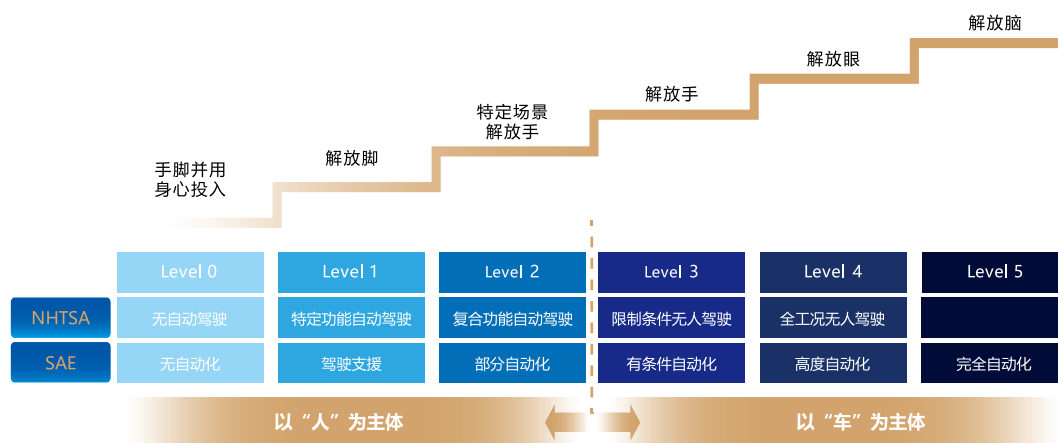 解放脑
解放眼
解放手
特定场景
解放手
解放脚
手脚并用
身心投入
Level 0 Level 1 Level 2 Level 3 Level 4 Level 5
NHTSA 无自动驾驶 特定功能自动驾驶 复合功能自动驾驶 限制条件无人驾驶 全工况无人驾驶
SAE 无自动化 驾驶支援 部分自动化 有条件自动化 高度自动化 完全自动化
以“人”为主体 以“车”为主体